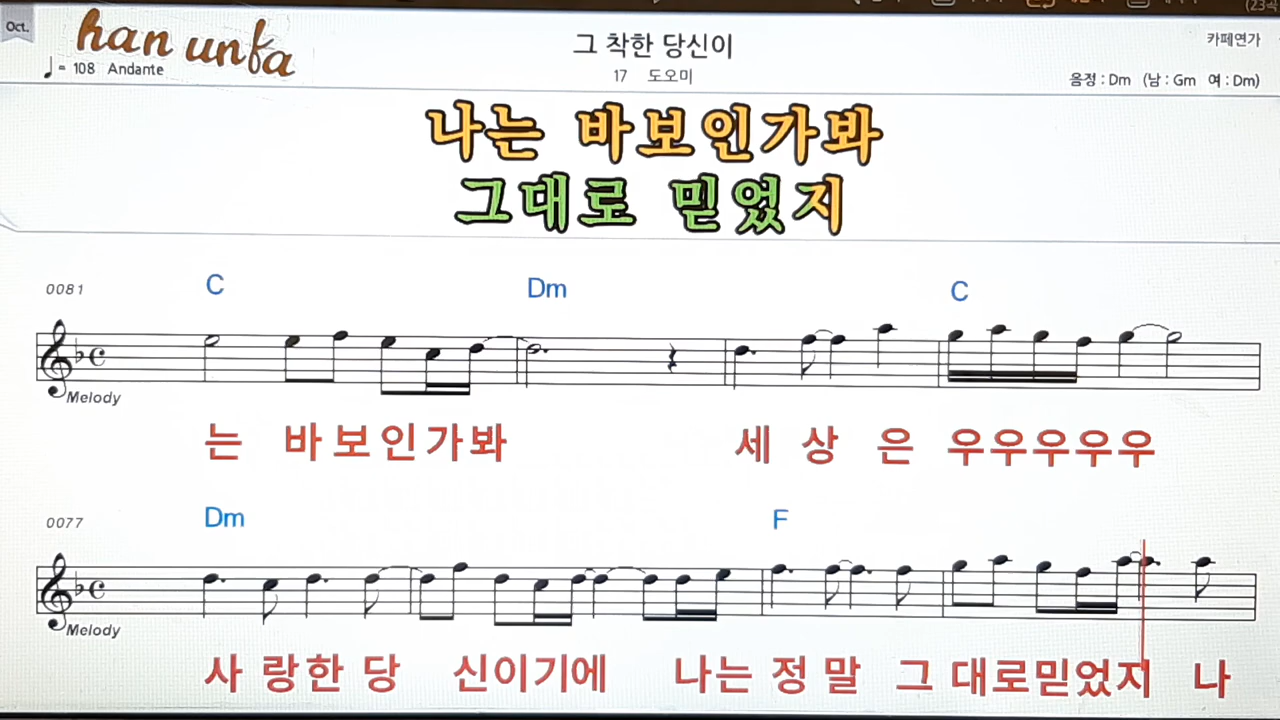 Oct.
han unfa
(23곡
그 착한 당신이
카페연가
♩= 108 Andante
17 도오미
음정 : Dm (남 : Gm 여 : Dm)
나는 바보인가봐
그대로 믿었지
0081 C Dm C
Melody
는 바보인가봐 세 상 은 우우우우우
0077 Dm F
Melody
사 랑한 당 신이기에 나는 정 말 그 대로믿었지 나